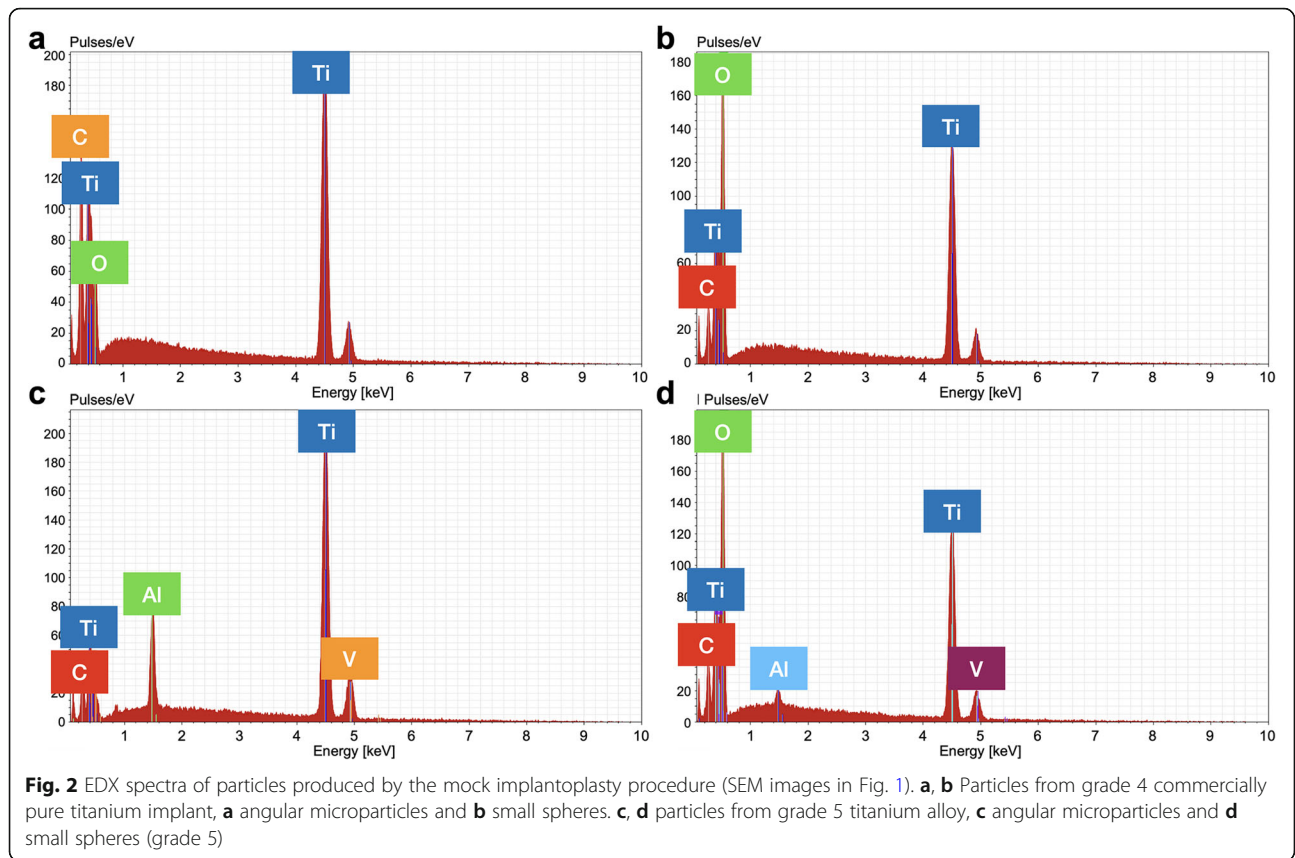 a
Pulses/eV
200
180
120
100
80
60
40
20
0
C
Ti
O
Ti
1 2 3 4 5 6 7 8 9 10
Energy [keV]
b
Pulses/eV
180
160
140
120
100
60
20
0
O
Ti
C
Ti
1 2 3 4 5 6 7 8 9 10
Energy [keV]
c
Pulses/eV
200
180
160
140
120
100
80
60
20
0
Ti
C
Al
Ti
V
1 2 3 4 5 6 7 8 9 10
Energy [keV]
d
Pulses/eV
180
160
140
120
100
80
60
20
0
O
Ti
C
Al
Ti
V
1 2 3 4 5 6 7 8 9 10
Energy [keV]
Fig. 2 EDX spectra of particles produced by the mock implantoplasty procedure (SEM images in Fig. 1). a, b Particles from grade 4 commercially
pure titanium implant, a angular microparticles and b small spheres. c, d particles from grade 5 titanium alloy, c angular microparticles and d
small spheres (grade 5)